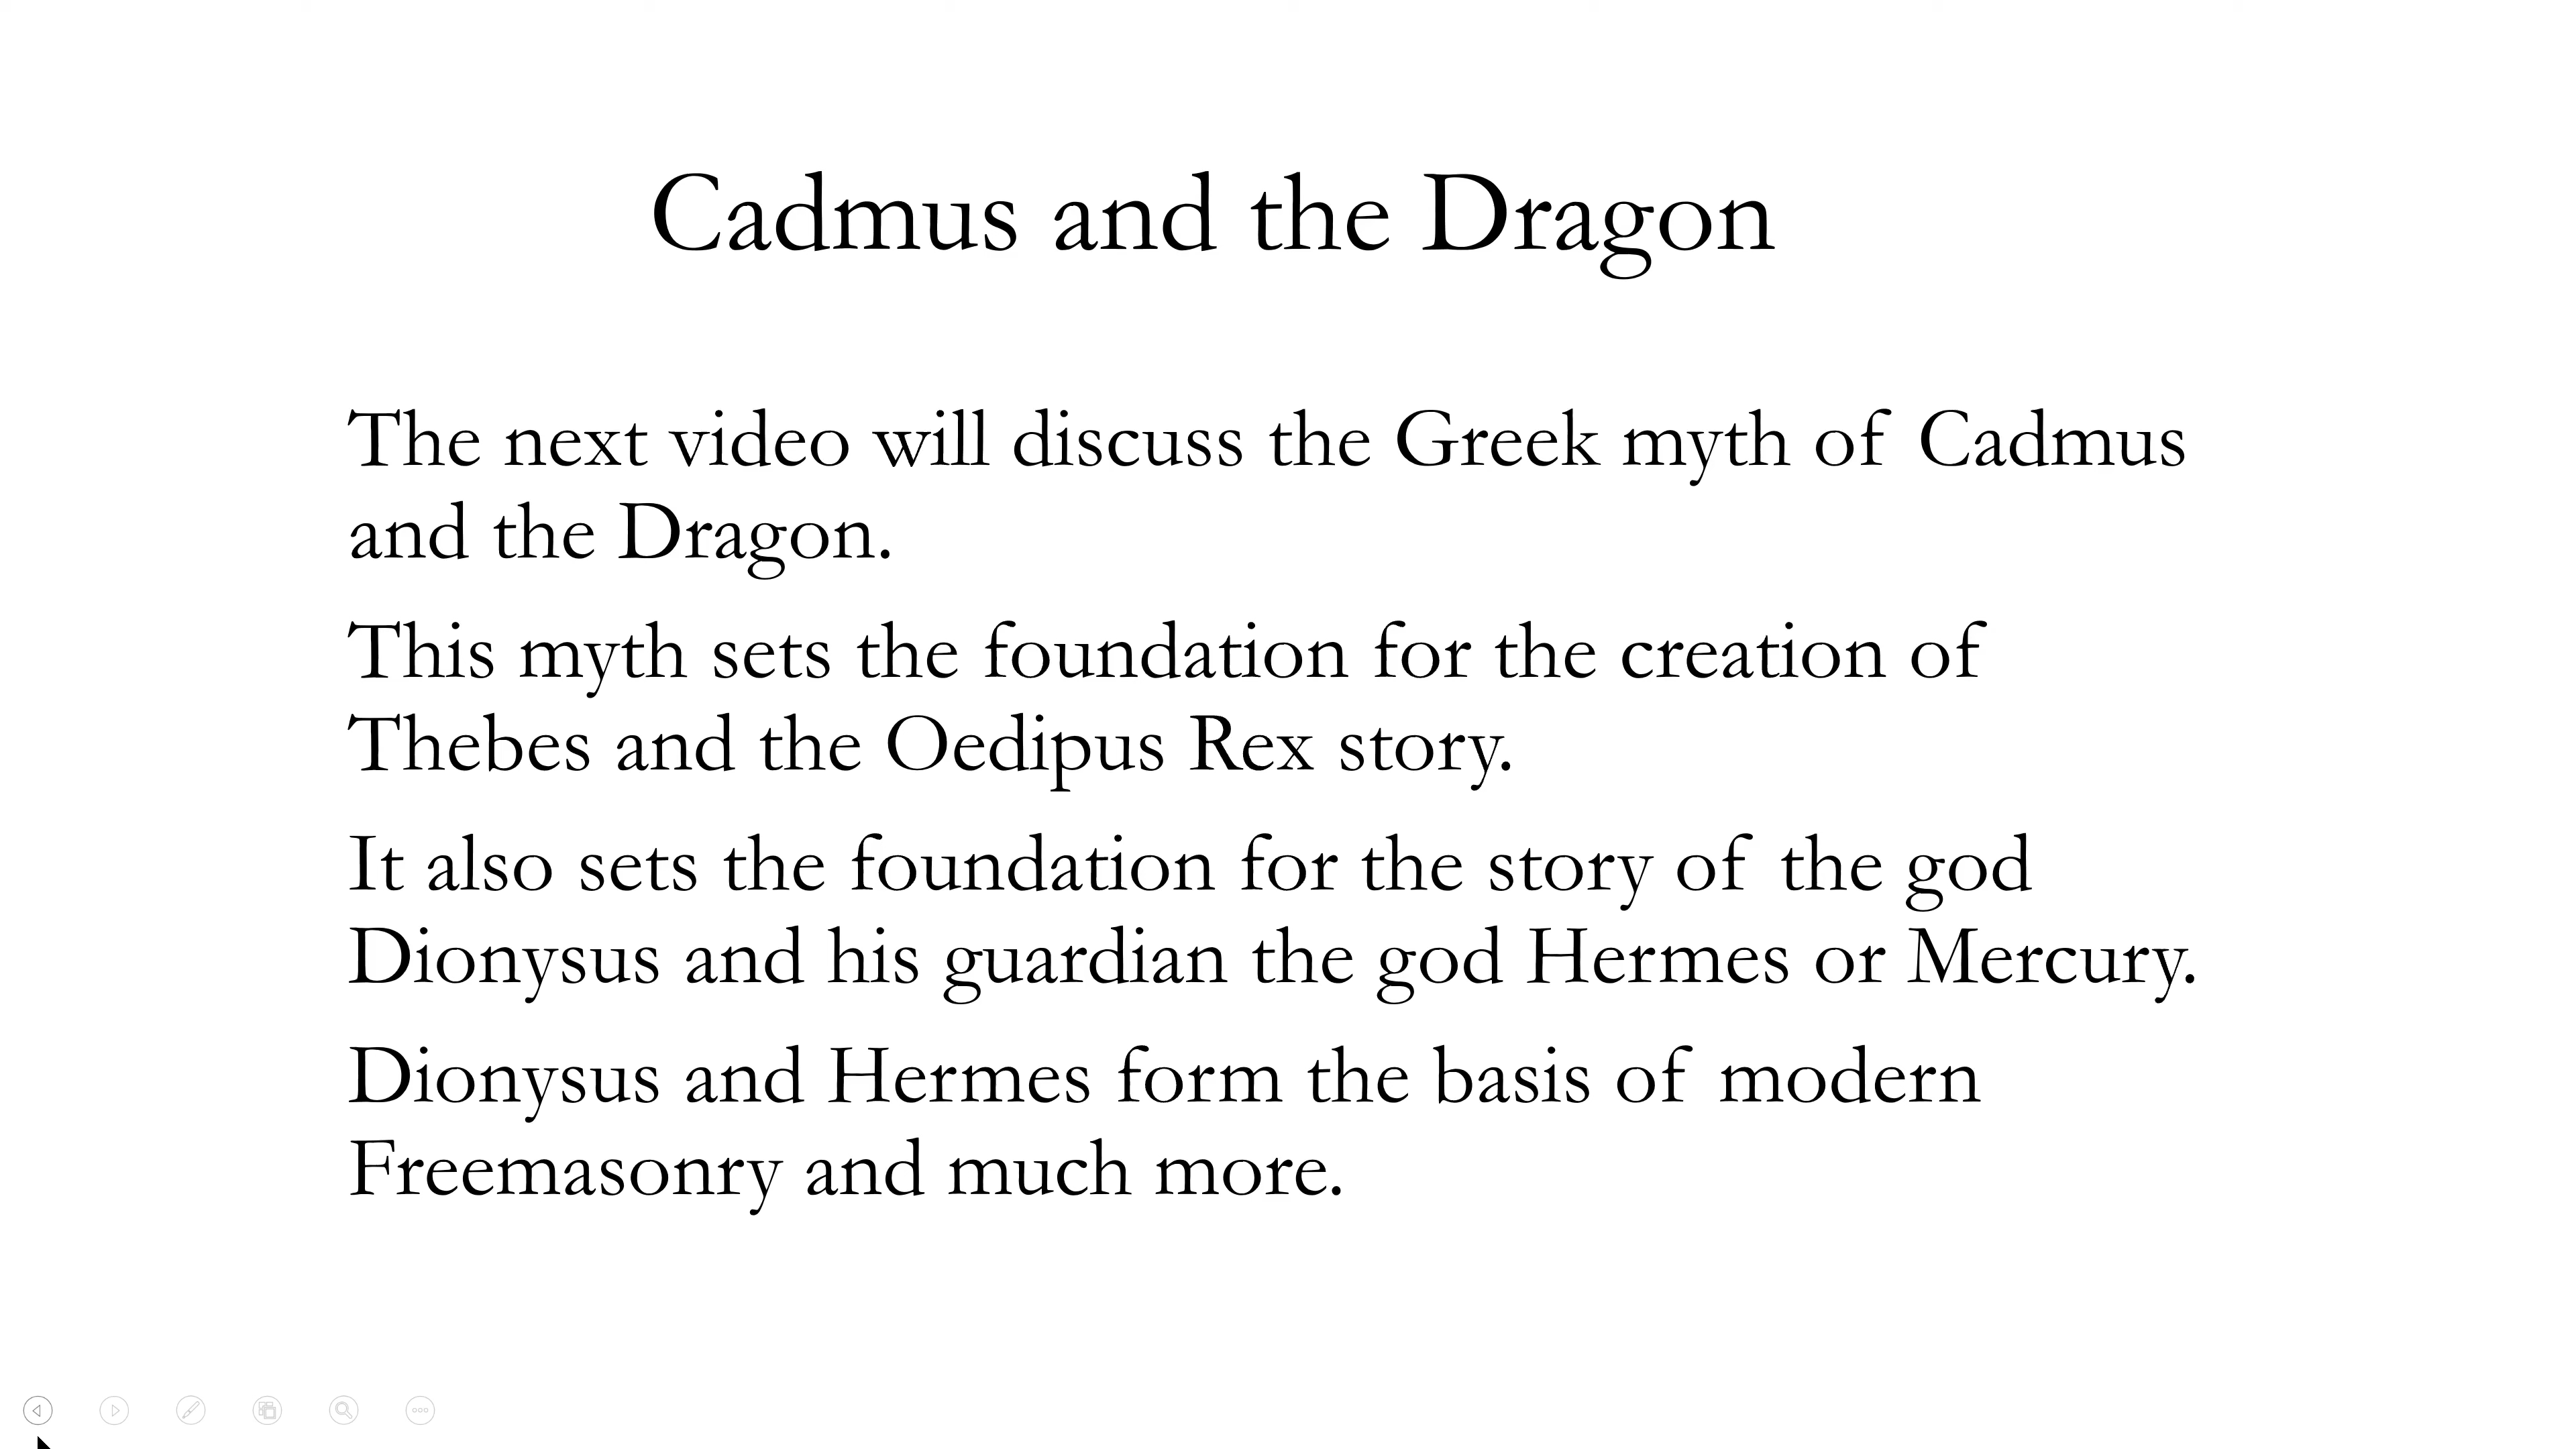 Cadmus and the Dragon
The next video will discuss the Greek myth of Cadmus
and the Dragon.
This myth sets the foundation for the creation of
Thebes and the Oedipus Rex story.
It also sets the foundation for the story of the god
Dionysus and his guardian the god Hermes or Mercury.
Dionysus and Hermes form the basis of modern
Freemasonry and much more.